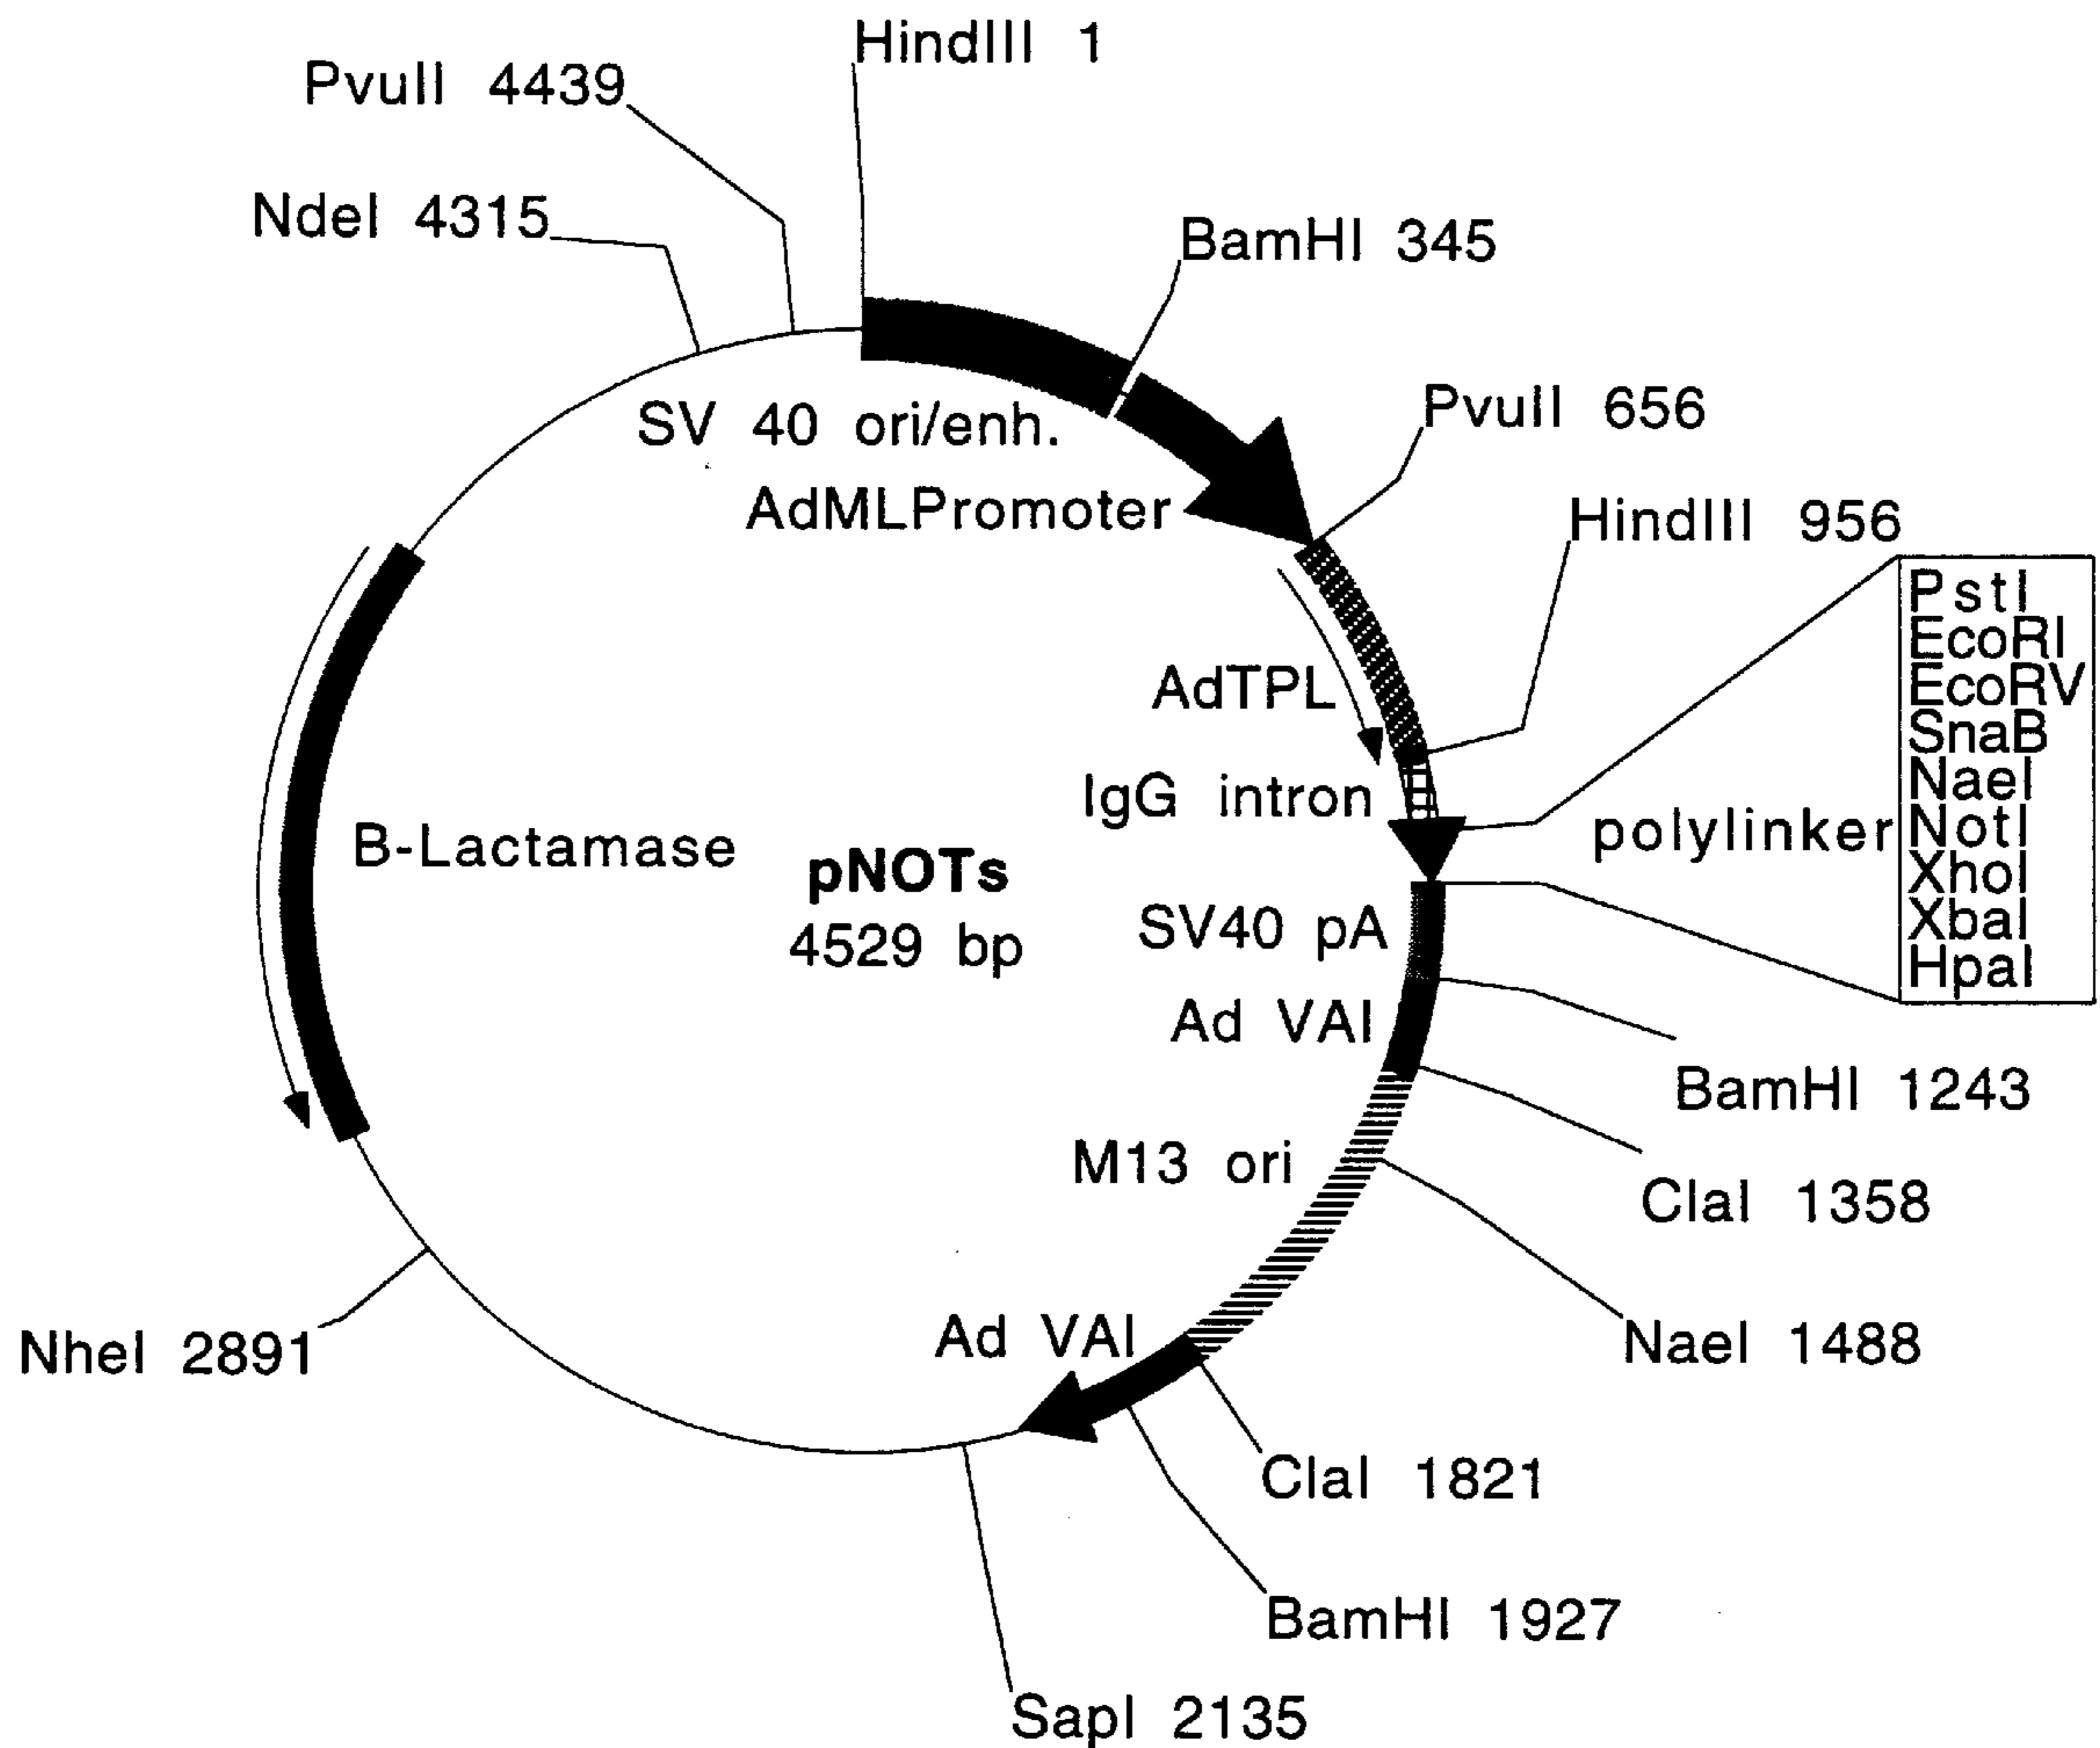 HindIII 1
PvuII 4439
NdeI 4315
BamHI 345
SV 40 ori/enh.
PvuII 656
AdMLPromoter
HindIII 956
PstI
EcoRI
EcoRV
SnaB
NaeI
NotI
XhoI
XbaI
HpaI
AdTPL
IgG intron
polylinker
B-Lactamase
pNOTs
4529 bp
SV40 pA
Ad VAI
BamHI 1243
M13 ori
ClaI 1358
NaeI 1488
Ad VAI
NheI 2891
ClaI 1821
BamHI 1927
SapI 2135